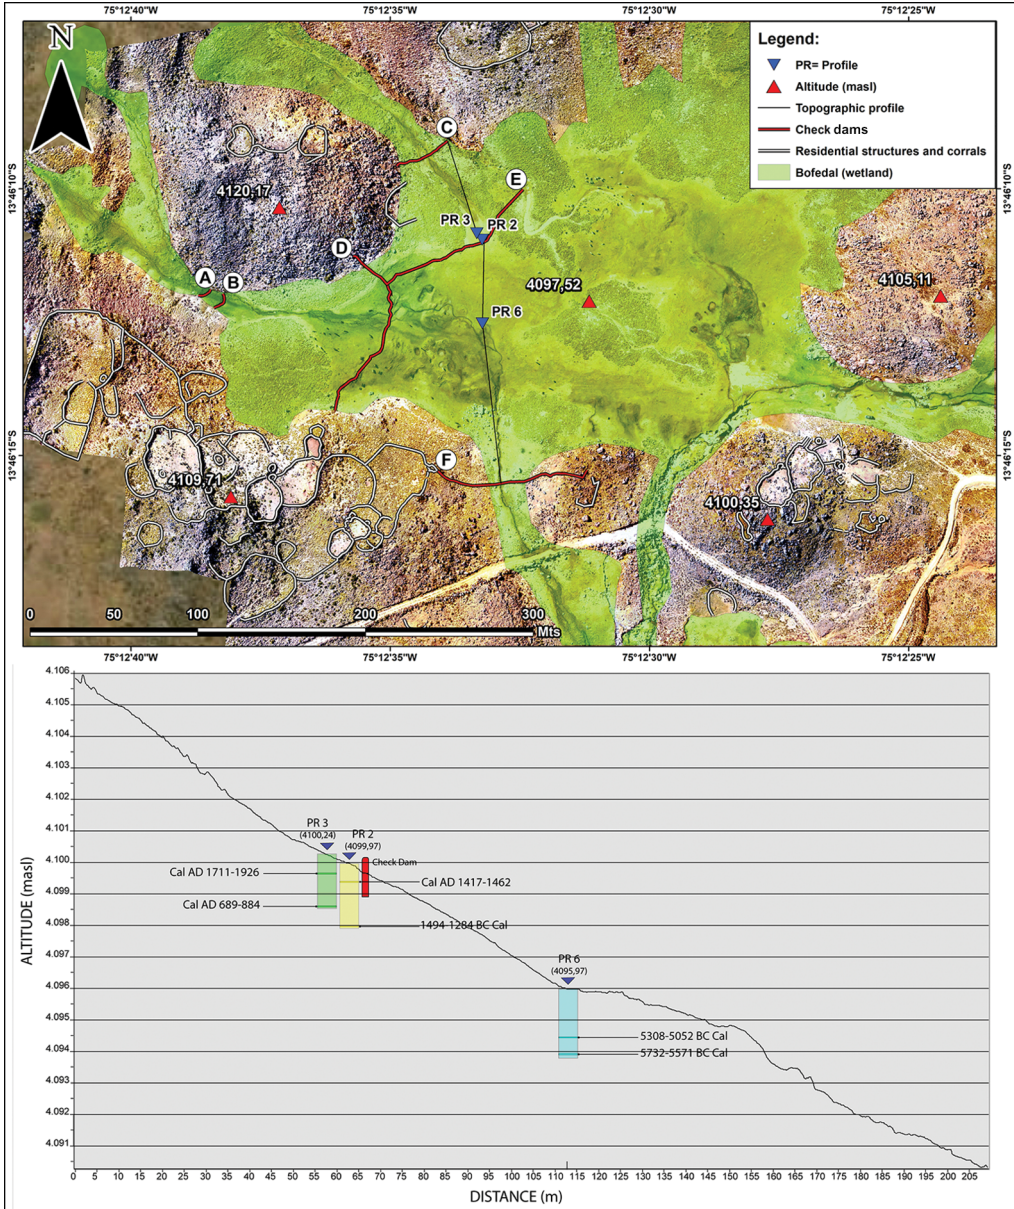 75°12'40"W 75°12'35"W 75°12'30"W 75°12'25"W
N
Legend:
PR= Profile
Altitude (masl)
Topographic profile
Check dams
Residential structures and corrals
Bofedal (wetland)
C
E
13°46'10"S 13°46'10"S
4120,17
PR 3 PR 2
D
A B
4097,52
4105,11
PR 6
13°46'15"S 13°46'15"S
F
4109,71
4100,35
0 50 100 200 300
Mts
75°12'40"W 75°12'35"W 75°12'30"W 75°12'25"W
4.106
4.105
4.104
4.103
4.102
4.101
4.100
4.099
4.098
4.097
4.096
4.095
4.094
4.093
4.092
4.091
ALTITUDE (masl)
PR 3
(4100,24)
PR 2
(4099,97)
Check Dam
Cal AD 1711-1926
Cal AD 1417-1462
Cal AD 689-884
1494-1284 BC Cal
PR 6
(4095,97)
5308-5052 BC Cal
5732-5571 BC Cal
0 5 10 15 20 25 30 35 40 45 50 55 60 65 70 75 80 85 90 95 100 105 110 115 120 125 130 135 140 145 150 155 160 165 170 175 180 185 190 195 200 205
DISTANCE (m)